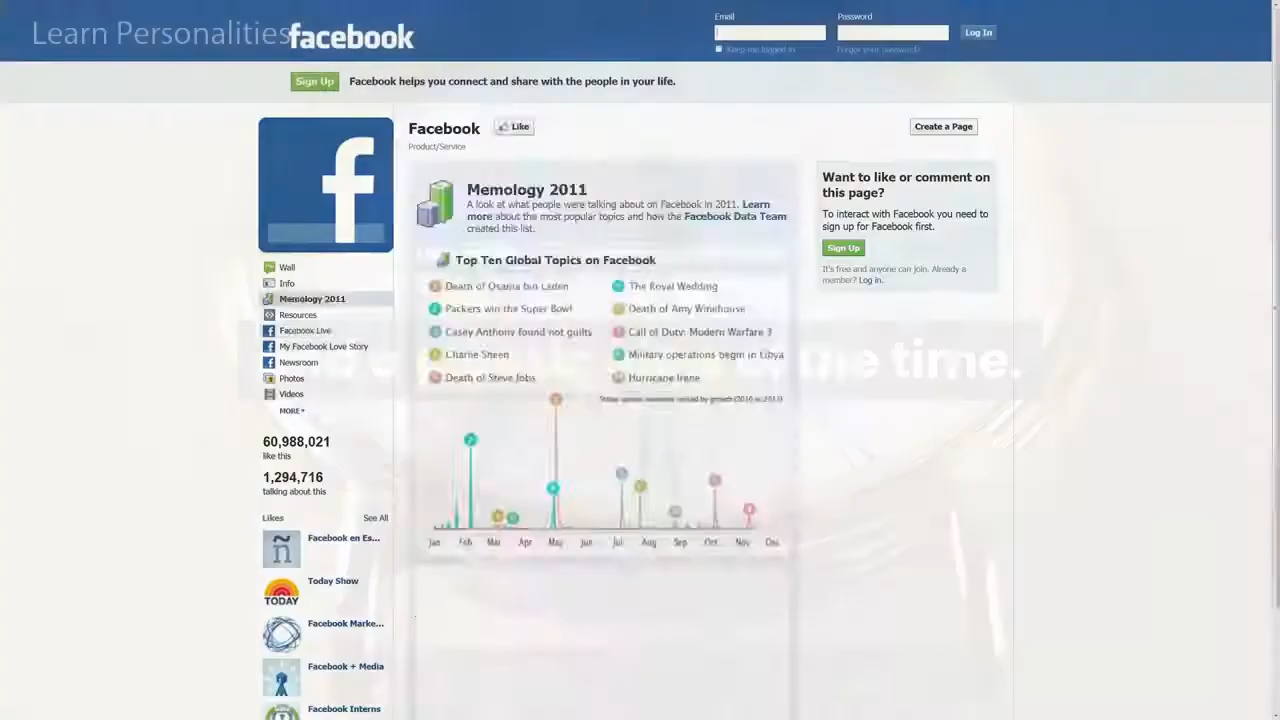 Learn Personalities
facebook
Email
Password
Log In
Keep me logged in
Forgot your password?
Sign Up
Facebook helps you connect and share with the people in your life.
Facebook
Like
Create a Page
Product/Service
Memology 2011
A look at what people were talking about on Facebook in 2011. Learn
more about the most popular topics and how the Facebook Data Team
created this list.
Top Ten Global Topics on Facebook
Death of Osama bin Laden
The Royal Wedding
Packers win the Super Bowl
Death of Amy Winehouse
Casey Anthony found not guilty
Call of Duty: Modern Warfare 3
Charlie Sheen
Military operations begin in Libya
Death of Steve Jobs
Hurricane Irene
Jan Feb Mar Apr May Jun Jul Aug Sep Oct Nov Dec
Want to like or comment on
this page?
To interact with Facebook you need to
sign up for Facebook first.
Sign Up
It's free and anyone can join. Already a
member? Log in.
Wall
Info
Memology 2011
Resources
Facebook Live
My Facebook Love Story
Newsroom
Photos
Videos
MORE
60,988,021
like this
1,294,716
talking about this
Likes
See All
Facebook en Es...
Today Show
TODAY
Facebook Marke...
Facebook + Media
Facebook Interns
time.